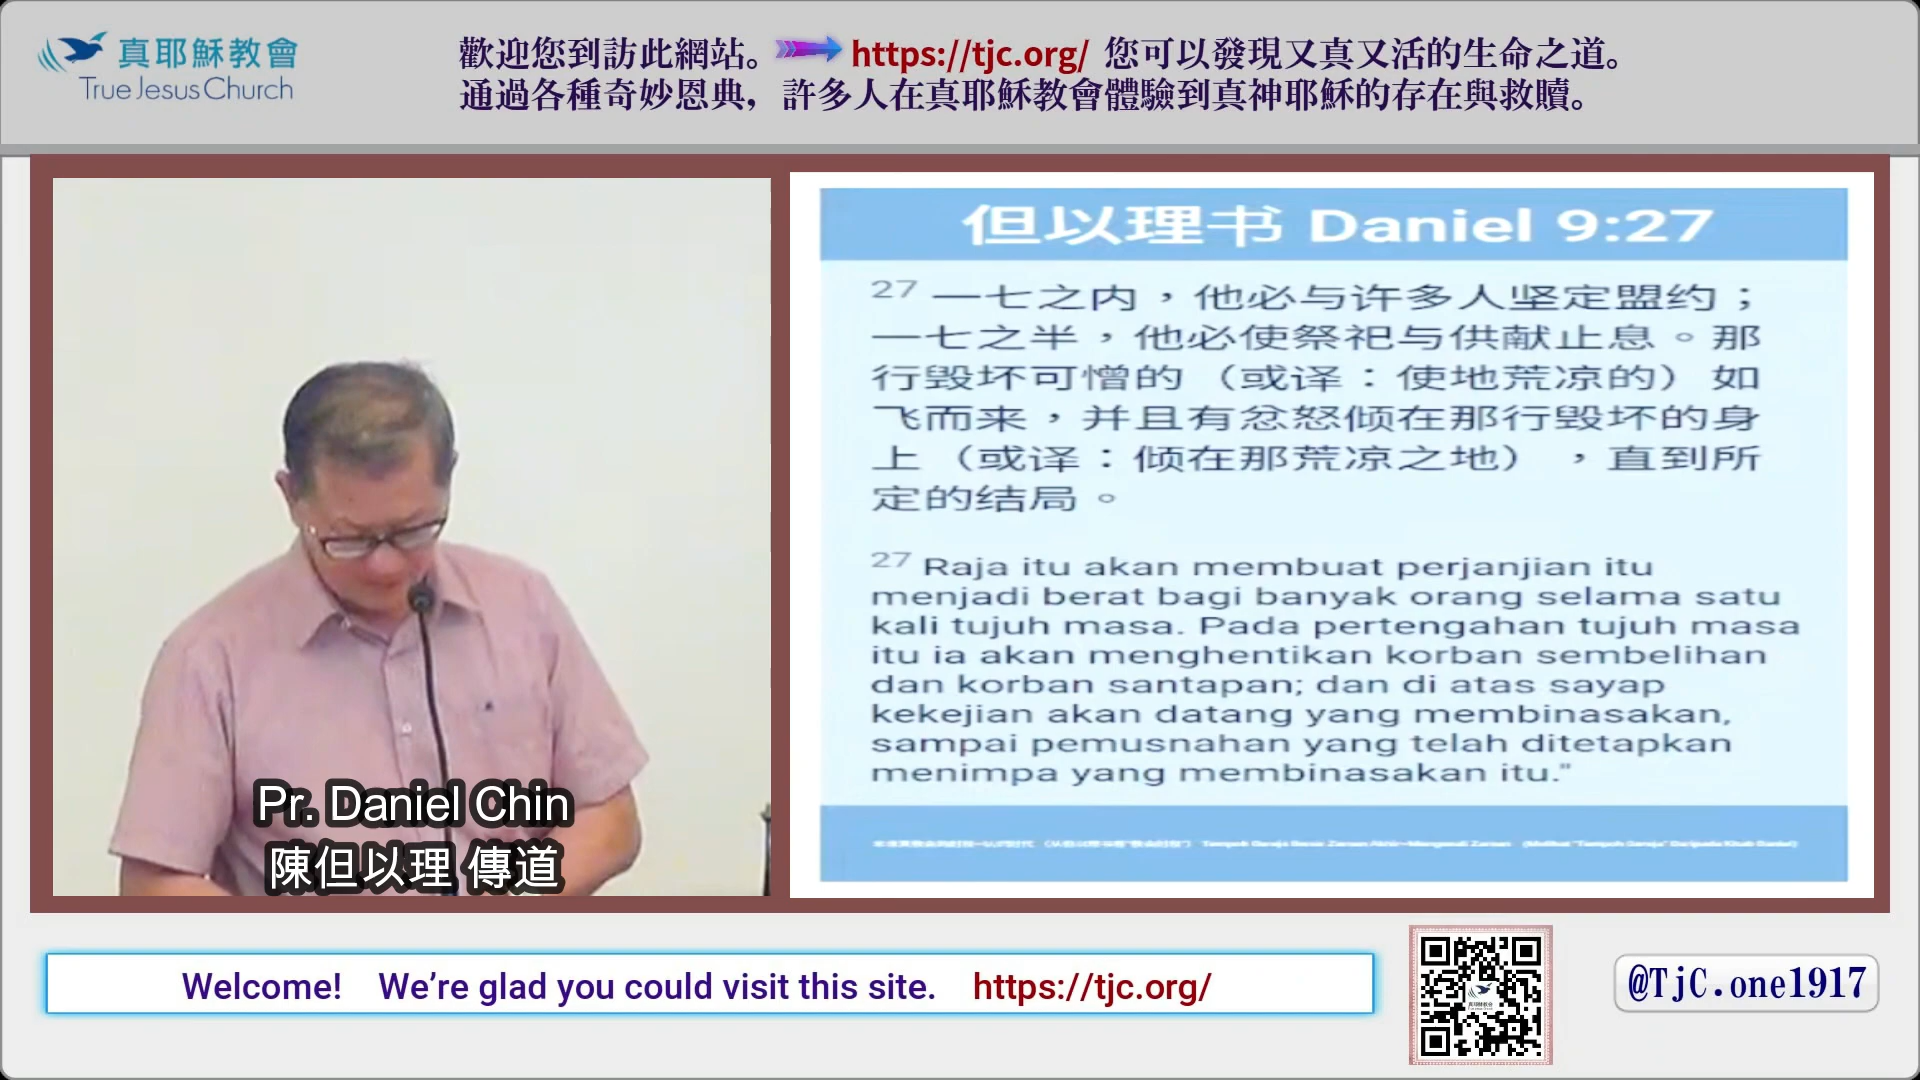 真耶穌教會
True Jesus Church
歡迎您到訪此網站。 https://tjc.org/ 您可以發現又真又活的生命之道。
通過各種奇妙恩典，許多人在真耶穌教會體驗到真神耶穌的存在與救贖。
但以理书 Daniel 9:27
27 一七之内，他必与许多人坚定盟约；
一七之半，他必使祭祀与供献止息。那
行毁坏可憎的（或译：使地荒凉的）如
飞而来，并且有忿怒倾在那行毁坏的身
上（或译：倾在那荒凉之地），直到所
定的结局。
27 Raja itu akan membuat perjanjian itu
menjadi berat bagi banyak orang selama satu
kali tujuh masa. Pada pertengahan tujuh masa
itu ia akan menghentikan korban sembelihan
dan korban santapan; dan di atas sayap
kekejian akan datang yang membinasakan,
sampai pemusnahan yang telah ditetapkan
menimpa yang membinasakan itu."
Pr. Daniel Chin
陳但以理 傳道
Welcome! We’re glad you could visit this site. https://tjc.org/
@TjC.one1917